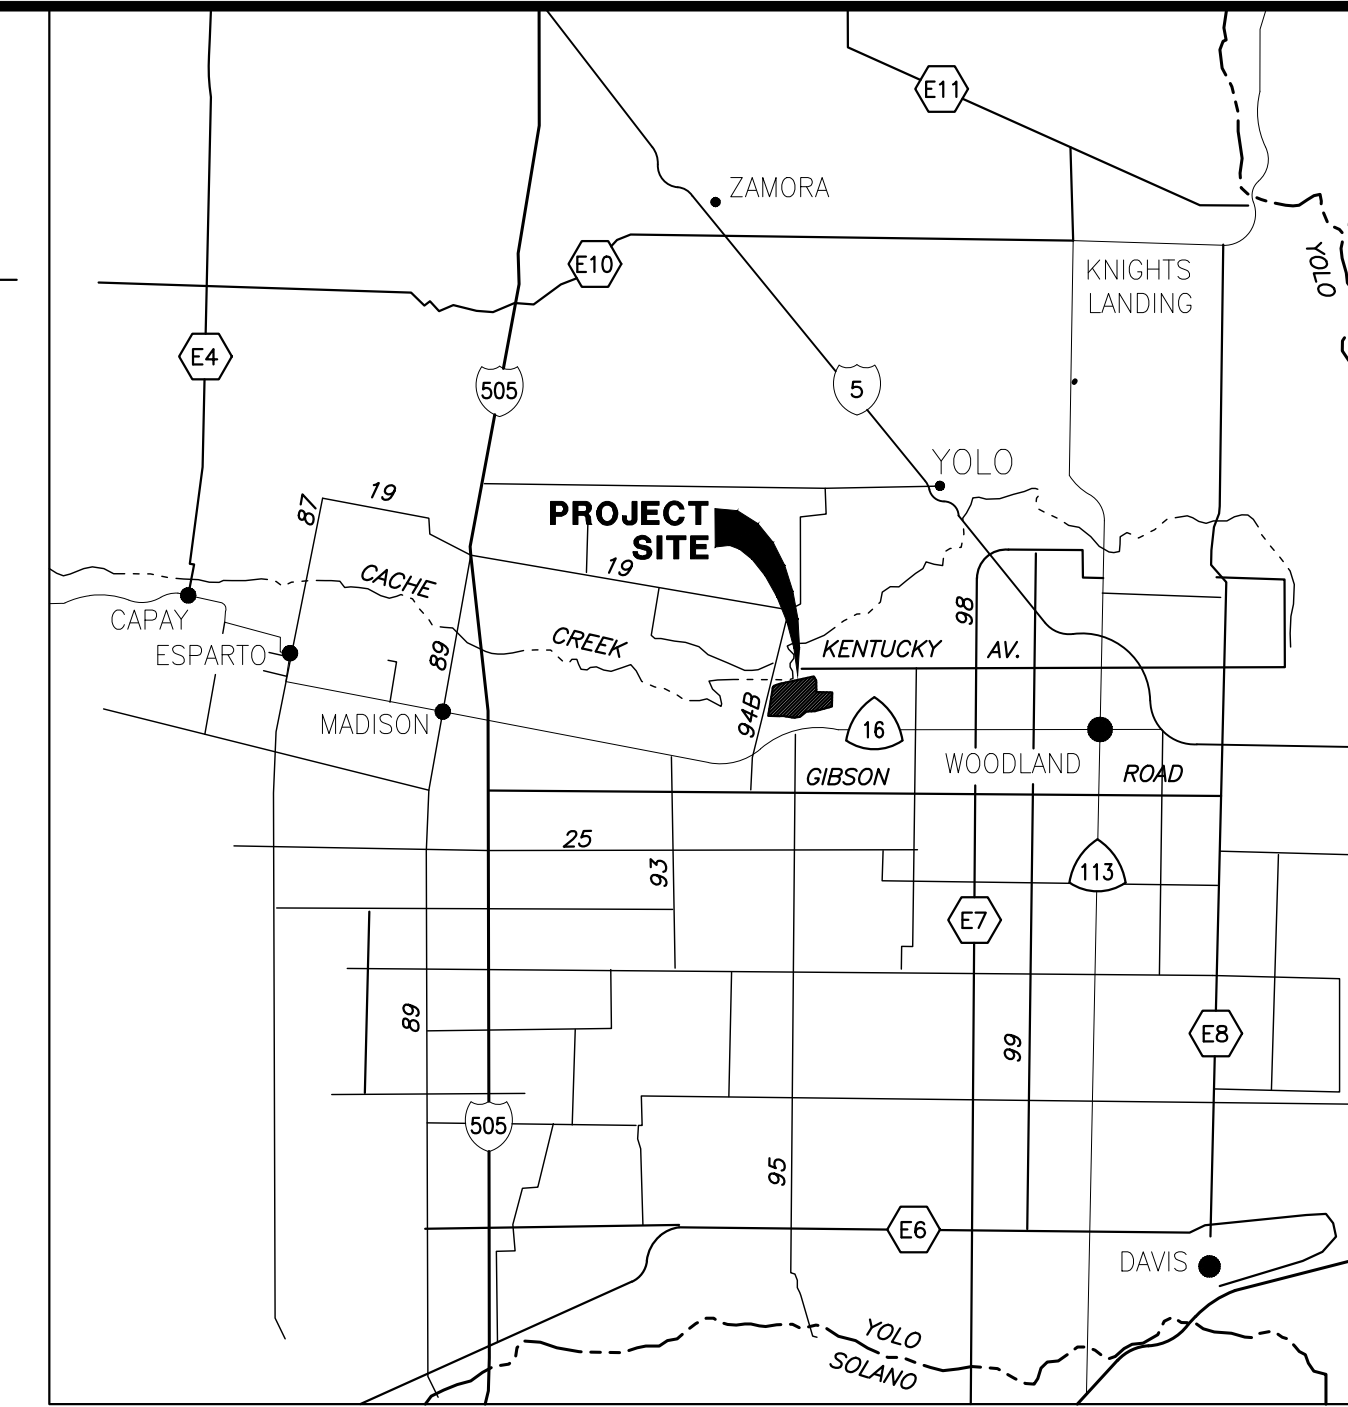 E11
ZAMORA
E10
KNIGHTS
LANDING
YOLO
E4
505
5
YOLO
19
87
PROJECT
SITE
19
CACHE
CREEK
CAPAY
ESPARTO
89
98
KENTUCKY AV.
MADISON
94B
16
WOODLAND
GIBSON ROAD
25
93
113
E7
89
99
E8
505
95
E6
DAVIS
YOLO
SOLANO